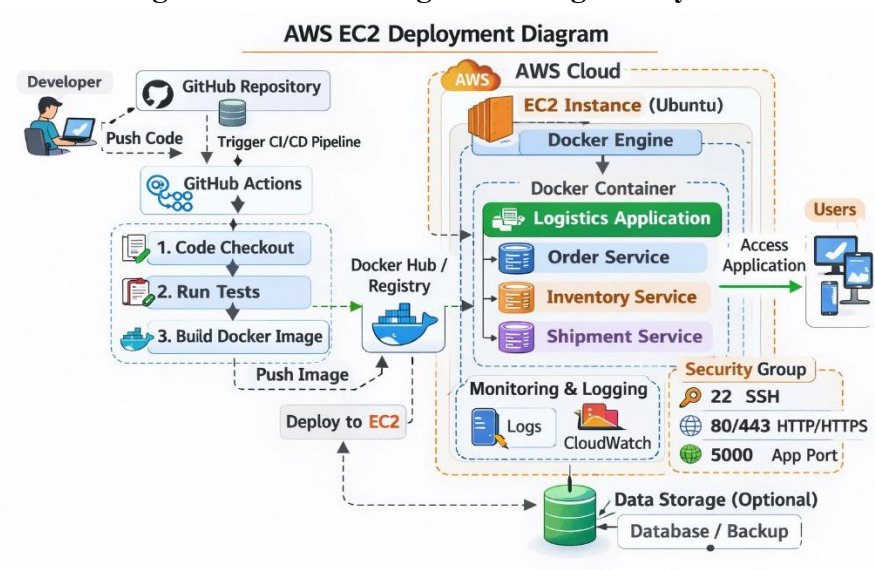 AWS EC2 Deployment Diagram
Developer
GitHub Repository
Push Code
Trigger CI/CD Pipeline
GitHub Actions
1. Code Checkout
2. Run Tests
3. Build Docker Image
Push Image
Docker Hub /
Registry
Deploy to EC2
AWS
AWS Cloud
EC2 Instance (Ubuntu)
Docker Engine
Docker Container
Logistics Application
Order Service
Inventory Service
Shipment Service
Monitoring & Logging
Logs
CloudWatch
Access
Application
Users
Security Group
22 SSH
80/443 HTTP/HTTPS
5000 App Port
Data Storage (Optional)
Database / Backup